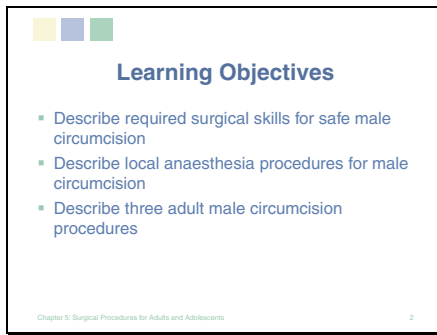 Learning Objectives
▪ Describe required surgical skills for safe male
circumcision
▪ Describe local anaesthesia procedures for male
circumcision
▪ Describe three adult male circumcision
procedures
Chapter 5: Surgical Procedures for Adults and Adolescents 2